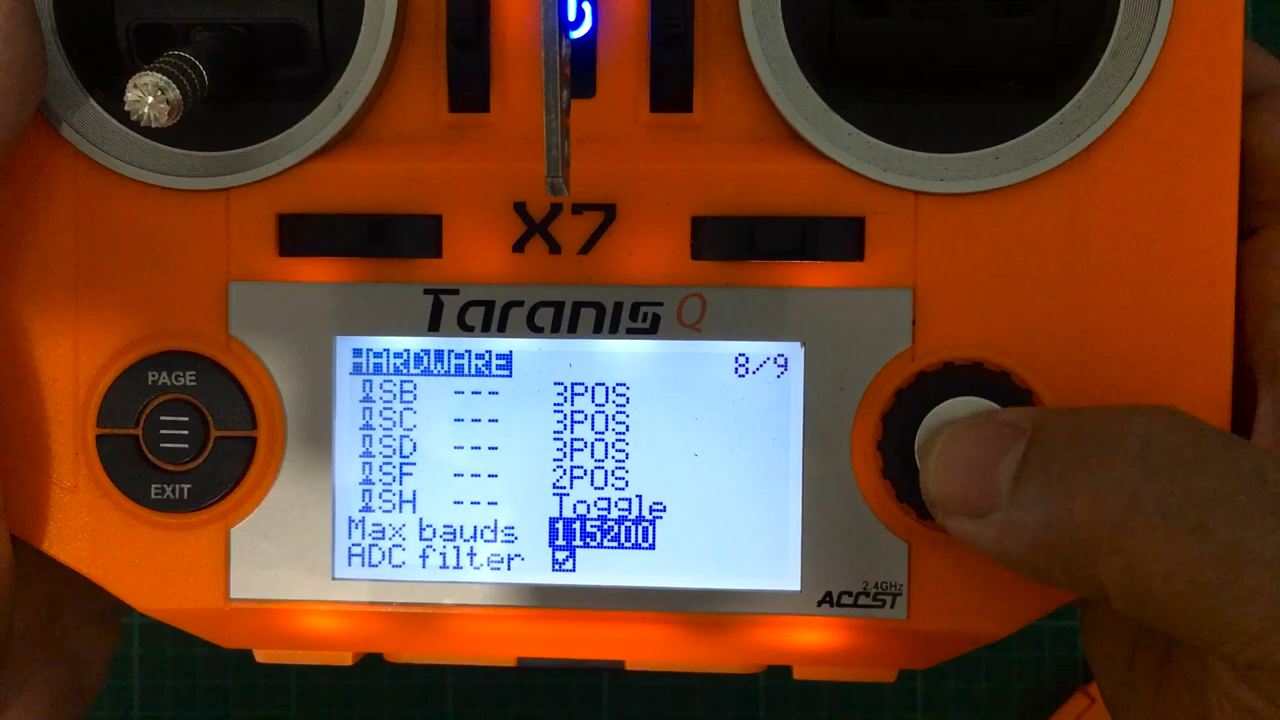 X7
Taranis Q
HARDWARE 8/9
SB --- 3POS
SC --- 3POS
SD --- 3POS
SF --- 2POS
SH --- Toggle
Max bauds 115200
ADC filter
PAGE
EXIT
2.4GHz
ACCST